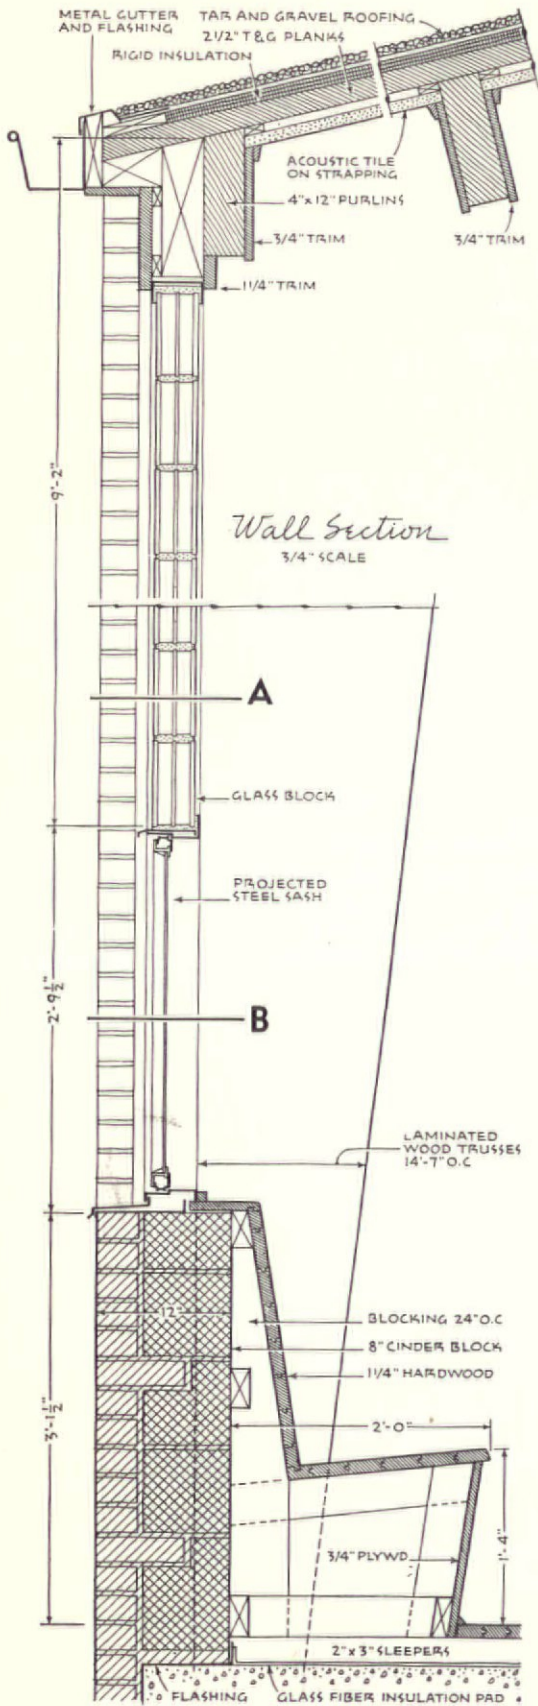 METAL GUTTER
AND FLASHING
TAR AND GRAVEL ROOFING
2 1/2" T&G PLANKS
RIGID INSULATION
ACOUSTIC TILE
ON STRAPPING
4"x 12" PURLINS
3/4" TRIM
3/4" TRIM
1 1/4" TRIM
9'-2"
Wall Section
3/4" SCALE
A
GLASS BLOCK
PROJECTED
STEEL SASH
2'-9 1/2"
B
LAMINATED
WOOD TRUSSES
14'-7" O.C
12"
BLOCKING 24" O.C
8" CINDER BLOCK
1 1/4" HARDWOOD
2'-0"
3'-1 1/2"
3/4" PLYWD
1'-4"
2" x 3" SLEEPERS
FLASHING
GLASS FIBER INSULATION PAD